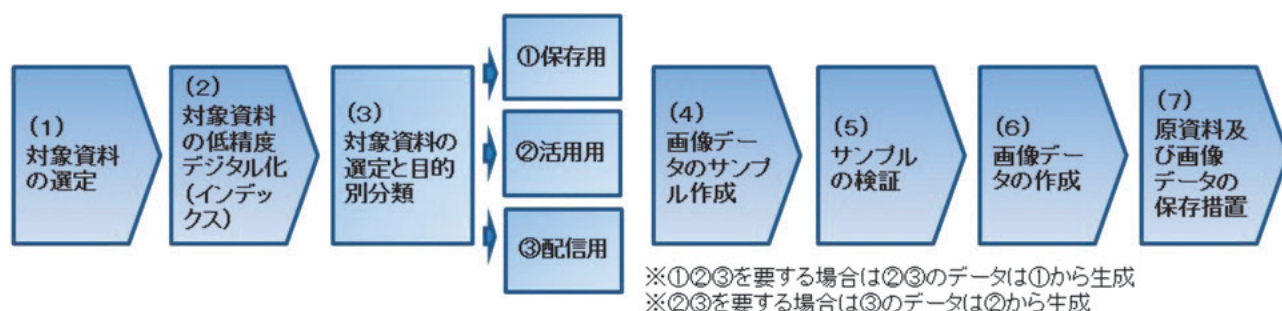 (1)
対象資料
の選定
(2)
対象資料
の低精度
デジタル化
(インデッ
クス)
(3)
対象資料の
選定と目的
別分類
①保存用
②活用用
③配信用
(4)
画像デー
タのサンプ
ル作成
(5)
サンプル
の検証
(6)
画像デー
タの作成
(7)
原資料及
び画像
データの
保存措置
※①②③を要する場合は②③のデータは①から生成
※②③を要する場合は③のデータは②から生成